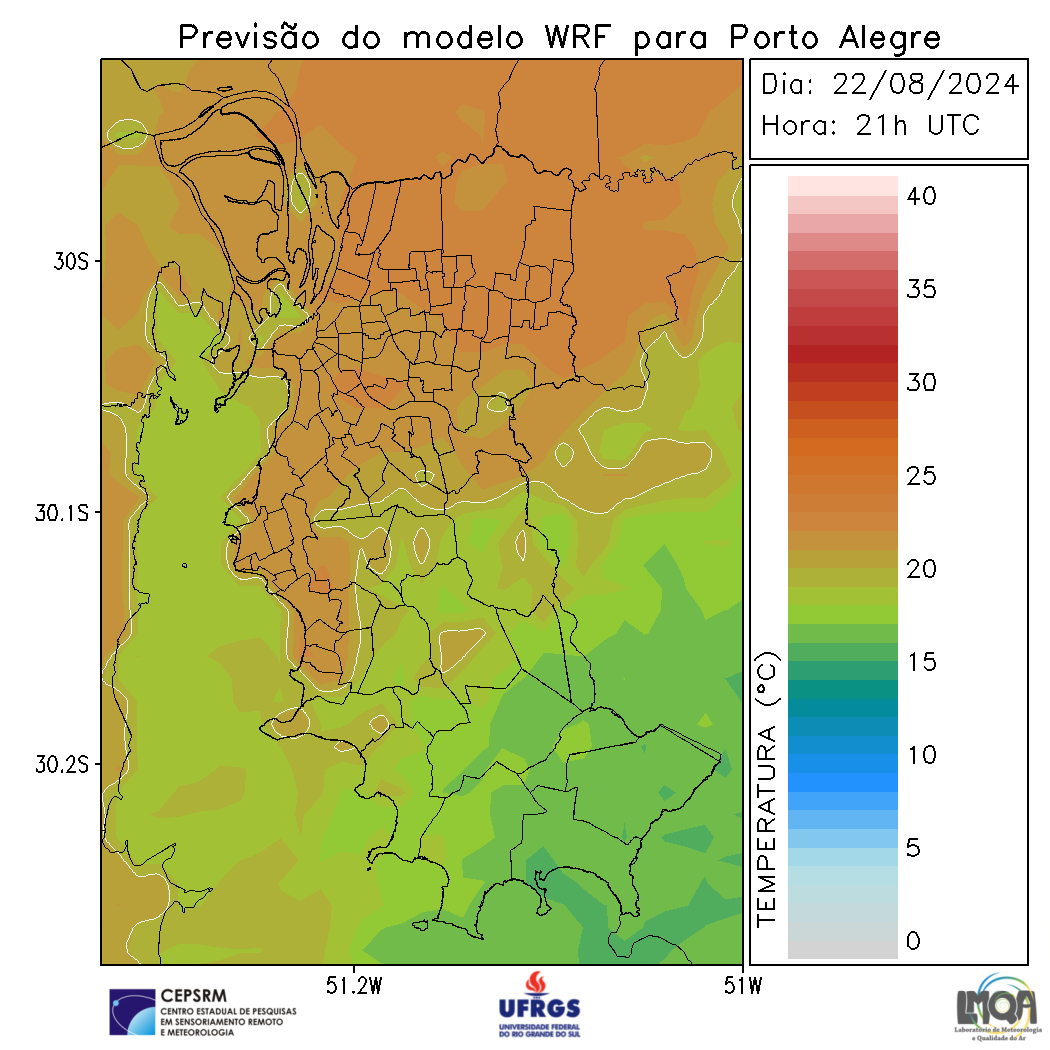 Previsão do modelo WRF para Porto Alegre
Dia: 22/08/2024
Hora: 21h UTC
40
35
30
25
20
15
10
5
0
TEMPERATURA (°C)
30S
30.1S
30.2S
51.2W
51W
CEPSRM
CENTRO ESTADUAL DE PESQUISAS
EM SENSORIAMENTO REMOTO
E METEOROLOGIA
UFRGS
UNIVERSIDADE FEDERAL
DO RIO GRANDE DO SUL
LMQA
Laboratório de Meteorologia
e Qualidade do Ar